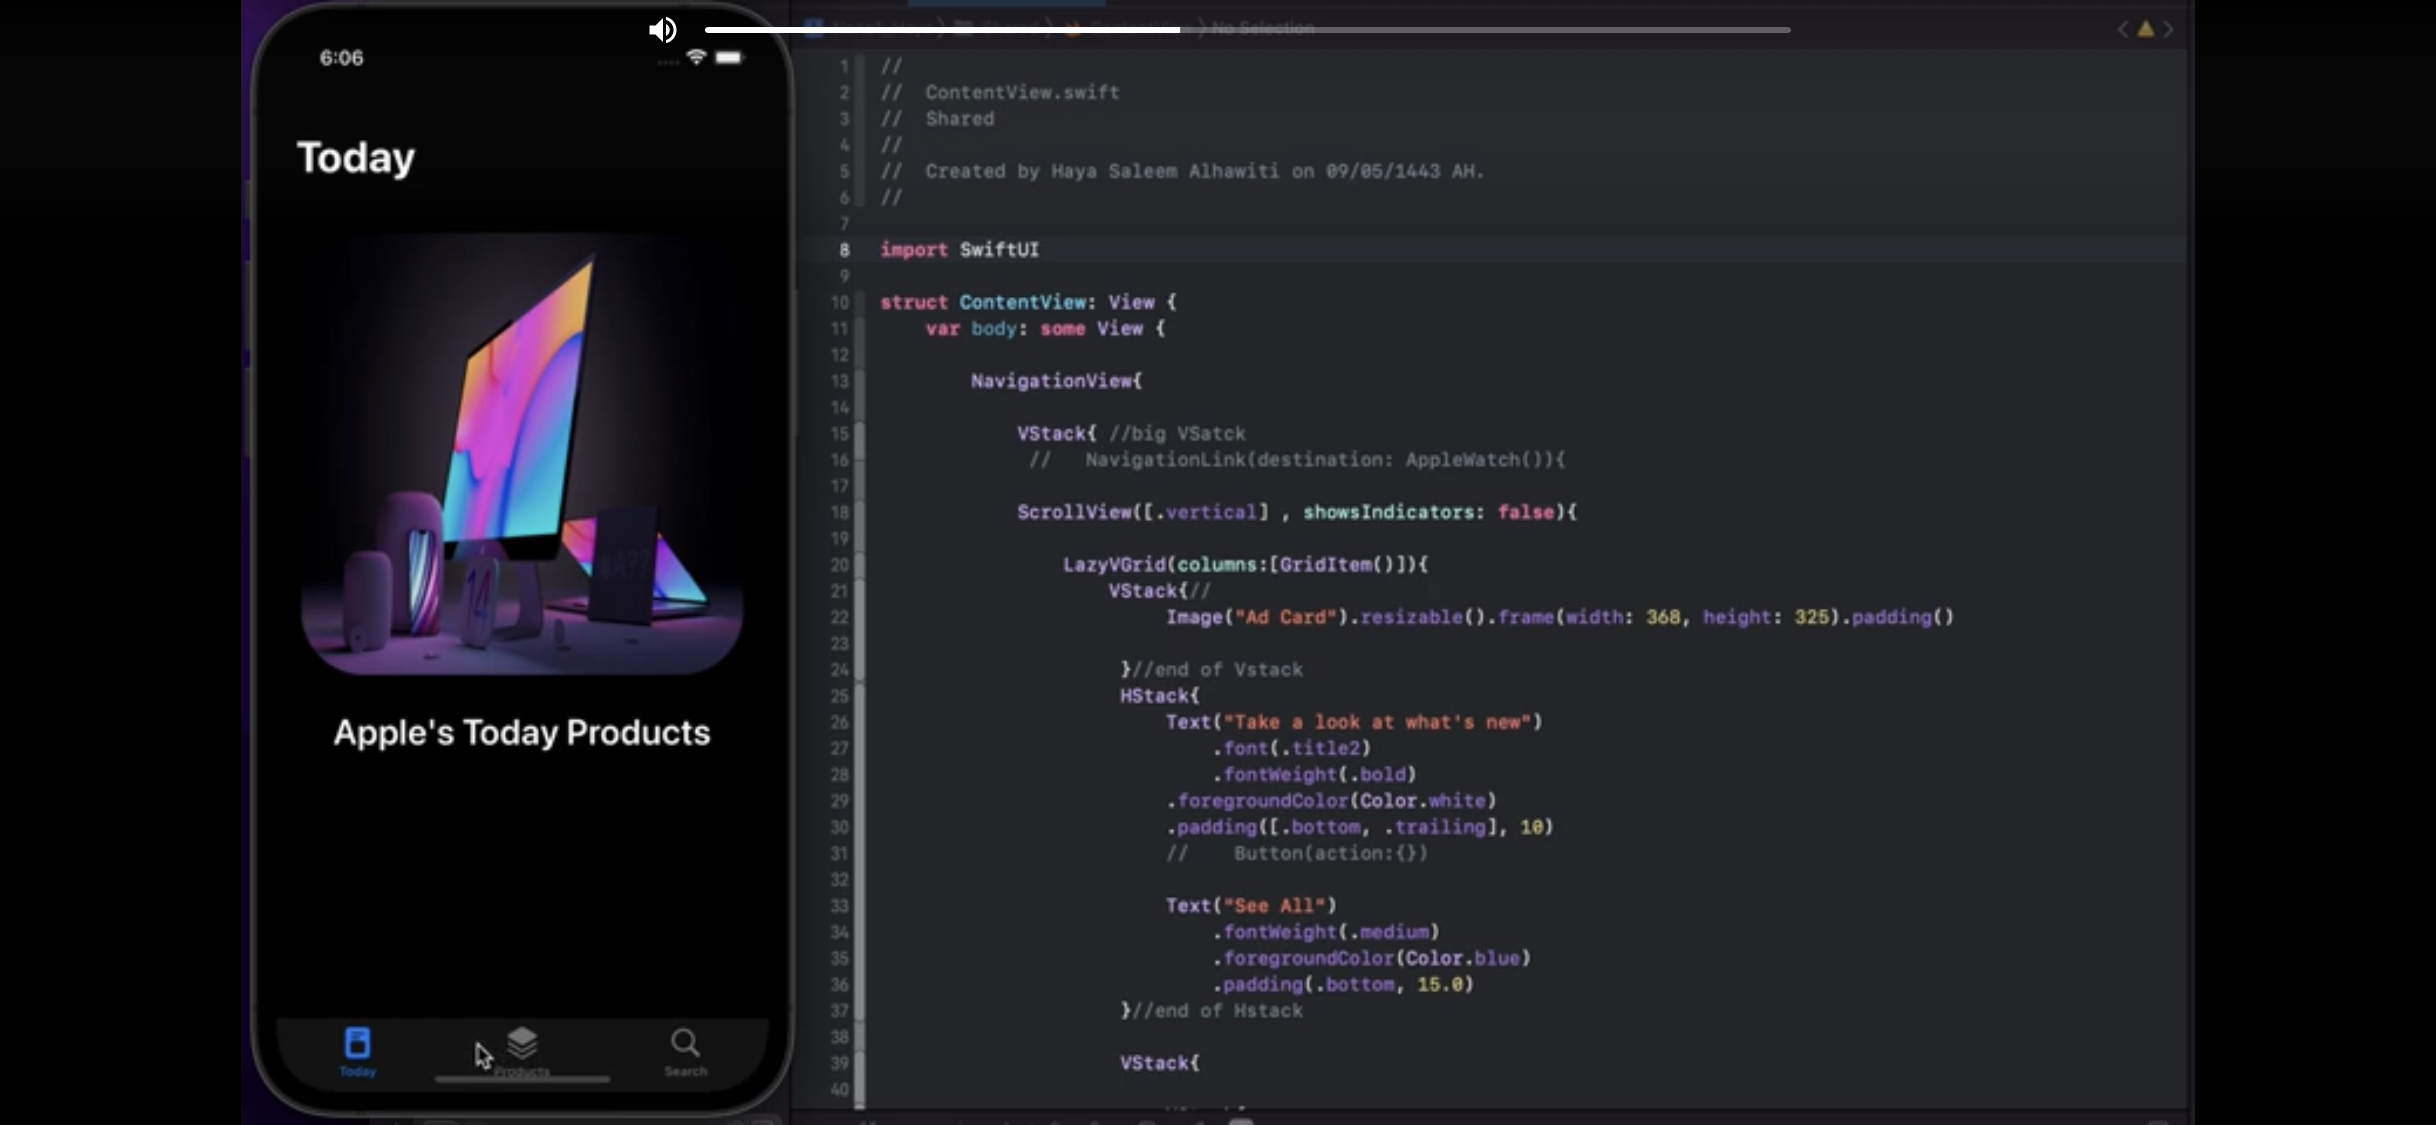 6:06
Today
14
Apple's Today Products
Today
Products
Search
No Selection
1 //
2 // ContentView.swift
3 // Shared
4 //
5 // Created by Haya Saleem Alhawiti on 09/05/1443 AH.
6 //
7
8 import SwiftUI
9
10 struct ContentView: View {
11 var body: some View {
12
13 NavigationView{
14
15 VStack{ //big VSatck
16 // NavigationLink(destination: AppleWatch()){
17
18 ScrollView([.vertical] , showsIndicators: false){
19
20 LazyVGrid(columns:[GridItem()]){
21 VStack{//
22 Image("Ad Card").resizable().frame(width: 368, height: 325).padding()
23
24 }//end of Vstack
25 HStack{
26 Text("Take a look at what's new")
27 .font(.title2)
28 .fontWeight(.bold)
29 .foregroundColor(Color.white)
30 .padding([.bottom, .trailing], 10)
31 // Button(action:{})
32
33 Text("See All")
34 .fontWeight(.medium)
35 .foregroundColor(Color.blue)
36 .padding(.bottom, 15.0)
37 }//end of Hstack
38
39 VStack{
40